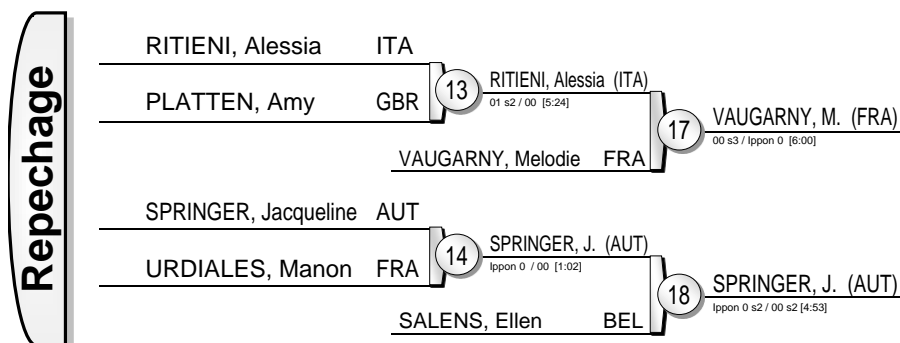 Repechage
RITIENI, Alessia ITA
PLATTEN, Amy GBR
13
RITIENI, Alessia (ITA)
01 s2 / 00 [5:24]
VAUGARNY, Melodie FRA
17
VAUGARNY, M. (FRA)
00 s3 / Ippon 0 [6:00]
SPRINGER, Jacqueline AUT
URDIALES, Manon FRA
14
SPRINGER, J. (AUT)
Ippon 0 / 00 [1:02]
SALENS, Ellen BEL
18
SPRINGER, J. (AUT)
Ippon 0 s2 / 00 s2 [4:53]